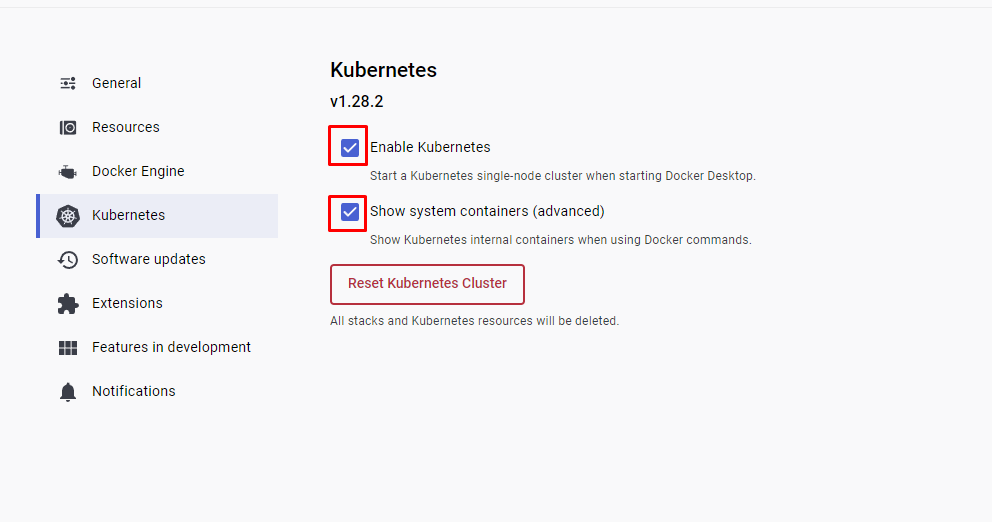 General
Resources
Docker Engine
Kubernetes
Software updates
Extensions
Features in development
Notifications
Kubernetes
v1.28.2
Enable Kubernetes
Start a Kubernetes single-node cluster when starting Docker Desktop.
Show system containers (advanced)
Show Kubernetes internal containers when using Docker commands.
Reset Kubernetes Cluster
All stacks and Kubernetes resources will be deleted.